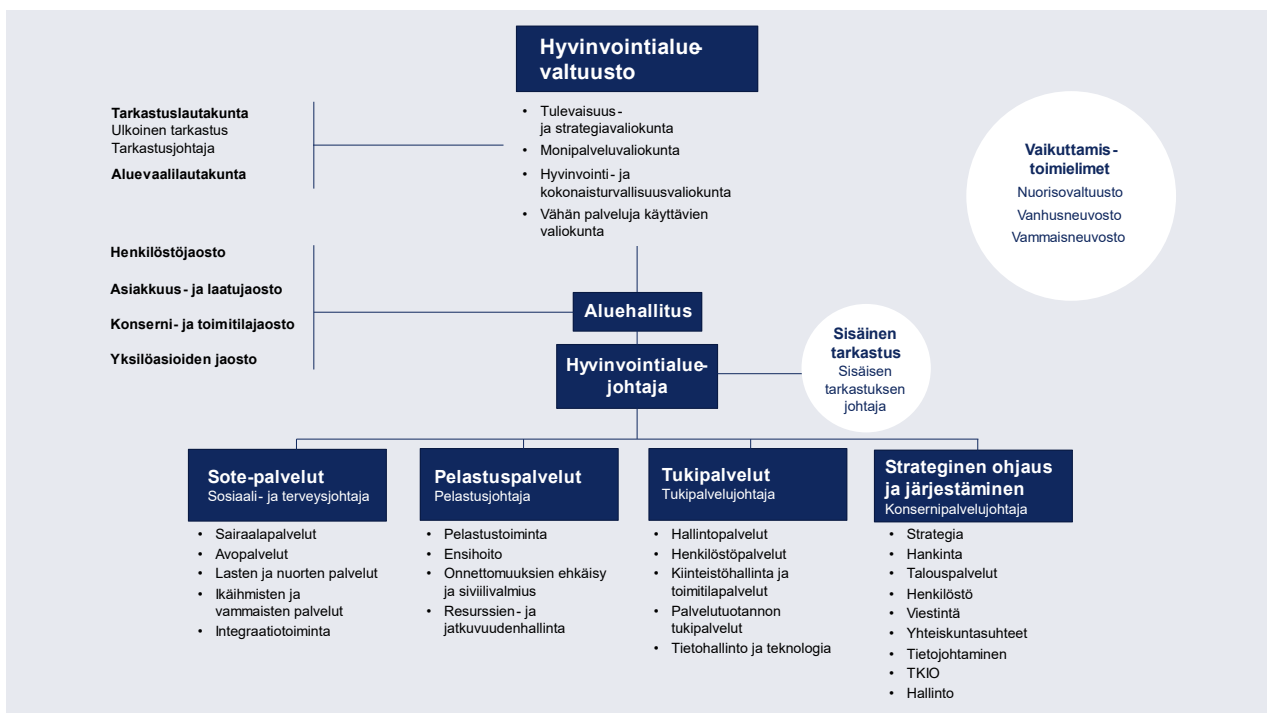 Hyvinvointialue-
valtuusto
• Tulevaisuus-
ja strategiavaliokunta
• Monipalveluvaliokunta
• Hyvinvointi- ja
kokonaisturvallisuusvaliokunta
• Vähän palveluja käyttävien
valiokunta
Tarkastuslautakunta
Ulkoinen tarkastus
Tarkastusjohtaja
Aluevaalilautakunta
Vaikuttamis-
toimielimet
Nuorisovaltuusto
Vanhusneuvosto
Vammaisneuvosto
Henkilöstöjaosto
Asiakkuus- ja laatujaosto
Konserni- ja toimitilajaosto
Yksilöasioiden jaosto
Aluehallitus
Hyvinvointialue-
johtaja
Sisäinen
tarkastus
Sisäisen
tarkastuksen
johtaja
Sote-palvelut
Sosiaali- ja terveysjohtaja
• Sairaalapalvelut
• Avopalvelut
• Lasten ja nuorten palvelut
• Ikäihmisten ja
vammaisten palvelut
• Integraatiotoiminta
Pelastuspalvelut
Pelastusjohtaja
• Pelastustoiminta
• Ensihoito
• Onnettomuuksien ehkäisy
ja siviilivalmius
• Resurssien- ja
jatkuvuudenhallinta
Tukipalvelut
Tukipalvelujohtaja
• Hallintopalvelut
• Henkilöstöpalvelut
• Kiinteistöhallinta ja
toimitilapalvelut
• Palvelutuotannon
tukipalvelut
• Tietohallinto ja teknologia
Strateginen ohjaus
ja järjestäminen
Konsernipalvelujohtaja
• Strategia
• Hankinta
• Talouspalvelut
• Henkilöstö
• Viestintä
• Yhteiskuntasuhteet
• Tietojohtaminen
• TKIO
• Hallinto